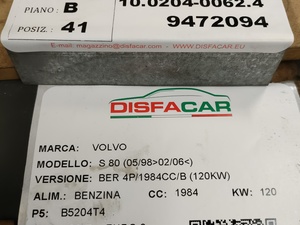 PIANO: B
10.0204-0062.4
POSIZ: 41
9472094
E-mail: magazzino@disfacar.eu
WWW.DISFACAR.EU
DISFACAR
MARCA: VOLVO
MODELLO: S 80 (05/98>02/06<)
VERSIONE: BER 4P/1984CC/B (120KW)
ALIM.: BENZINA CC: 1984 KW: 120
P5: B5204T4